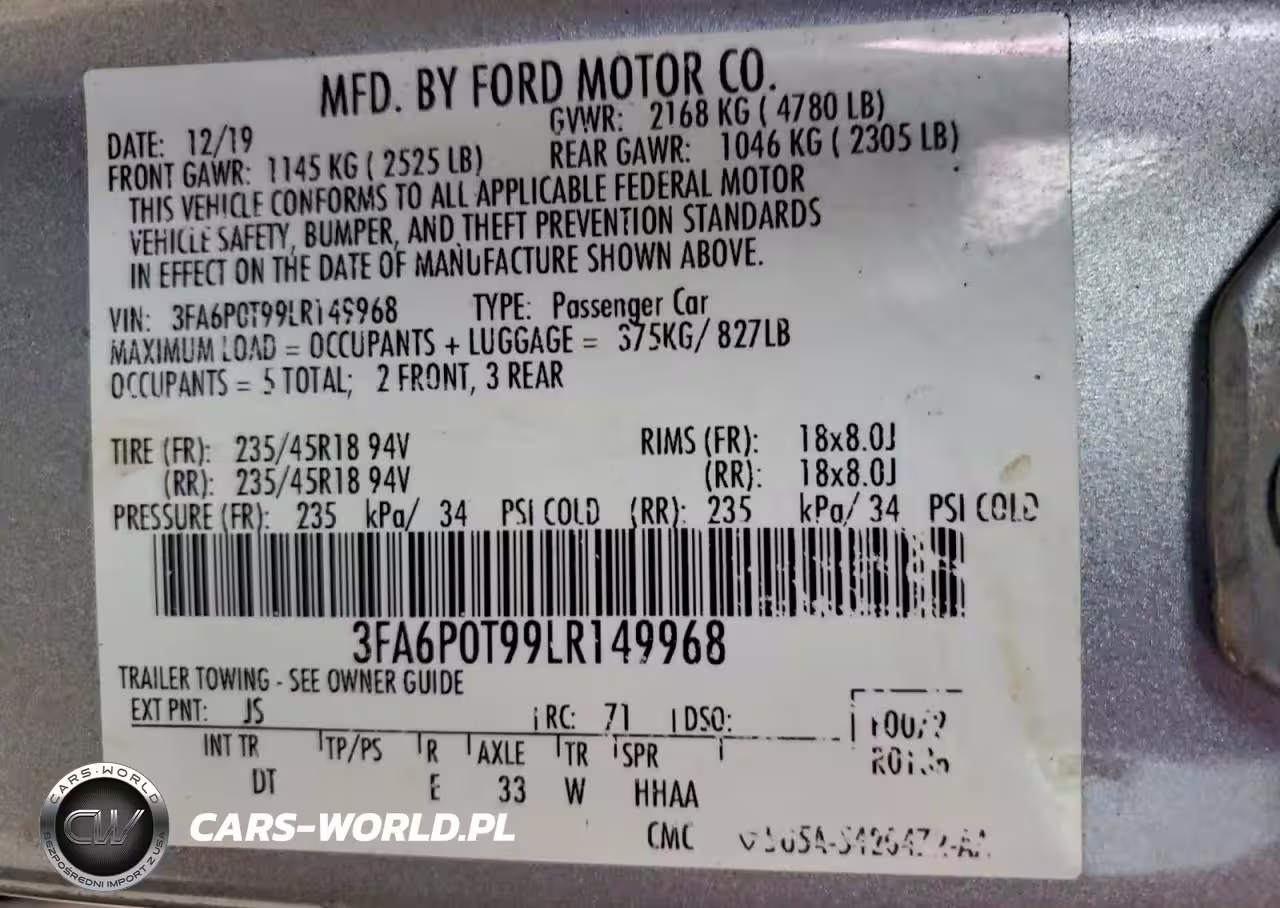 MFD. BY FORD MOTOR CO.
DATE: 12/19 GVWR: 2168 KG ( 4780 LB)
FRONT GAWR: 1145 KG ( 2525 LB) REAR GAWR: 1046 KG ( 2305 LB)
THIS VEHICLE CONFORMS TO ALL APPLICABLE FEDERAL MOTOR
VEHICLE SAFETY, BUMPER, AND THEFT PREVENTION STANDARDS
IN EFFECT ON THE DATE OF MANUFACTURE SHOWN ABOVE.
VIN: 3FA6P0T99LR149968 TYPE: Passenger Car
MAXIMUM LOAD = OCCUPANTS + LUGGAGE = 375KG/ 827LB
OCCUPANTS = 5 TOTAL; 2 FRONT, 3 REAR
TIRE (FR): 235/45R18 94V RIMS (FR): 18x8.0J
(RR): 235/45R18 94V (RR): 18x8.0J
PRESSURE (FR): 235 kPa/ 34 PSI COLD (RR): 235 kPa/ 34 PSI COLD
3FA6P0T99LR149968
TRAILER TOWING - SEE OWNER GUIDE
EXT PNT: JS RC: 71 DSO:
INT TR TP/PS R AXLE TR SPR
DT E 33 W HHAA
CMC
CARS-WORLD
CW
BEZPOŚREDNI IMPORT Z USA
CARS-WORLD.PL